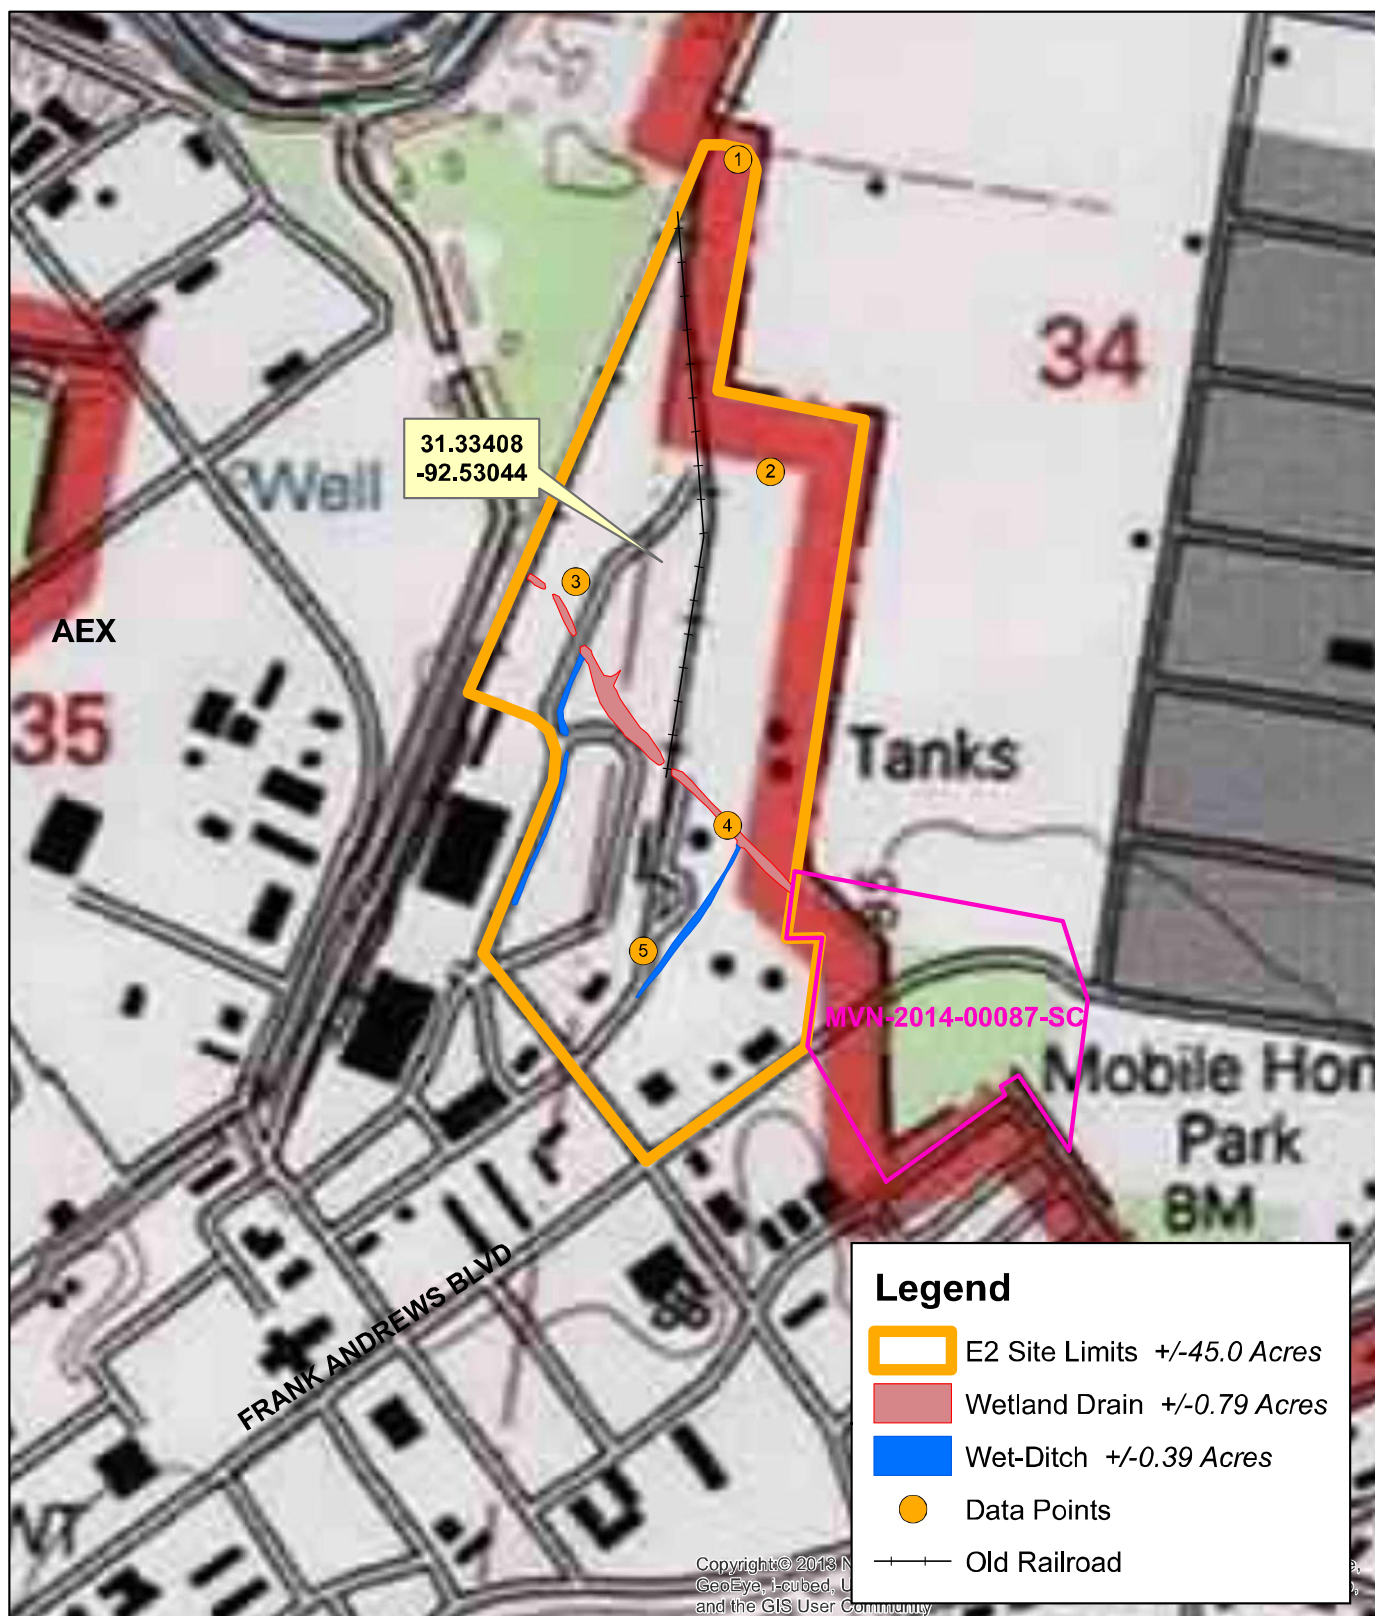 1
34
2
31.33408
-92.53044
Well
3
AEX
35
Tanks
4
5
MVN-2014-00087-SC
Mobile Hom
Park
BM
FRANK ANDREWS BLVD
Legend
E2 Site Limits +/-45.0 Acres
Wetland Drain +/-0.79 Acres
Wet-Ditch +/-0.39 Acres
Data Points
Old Railroad
Copyright:© 2013 N
GeoEye, i-cubed, U
and the GIS User Community